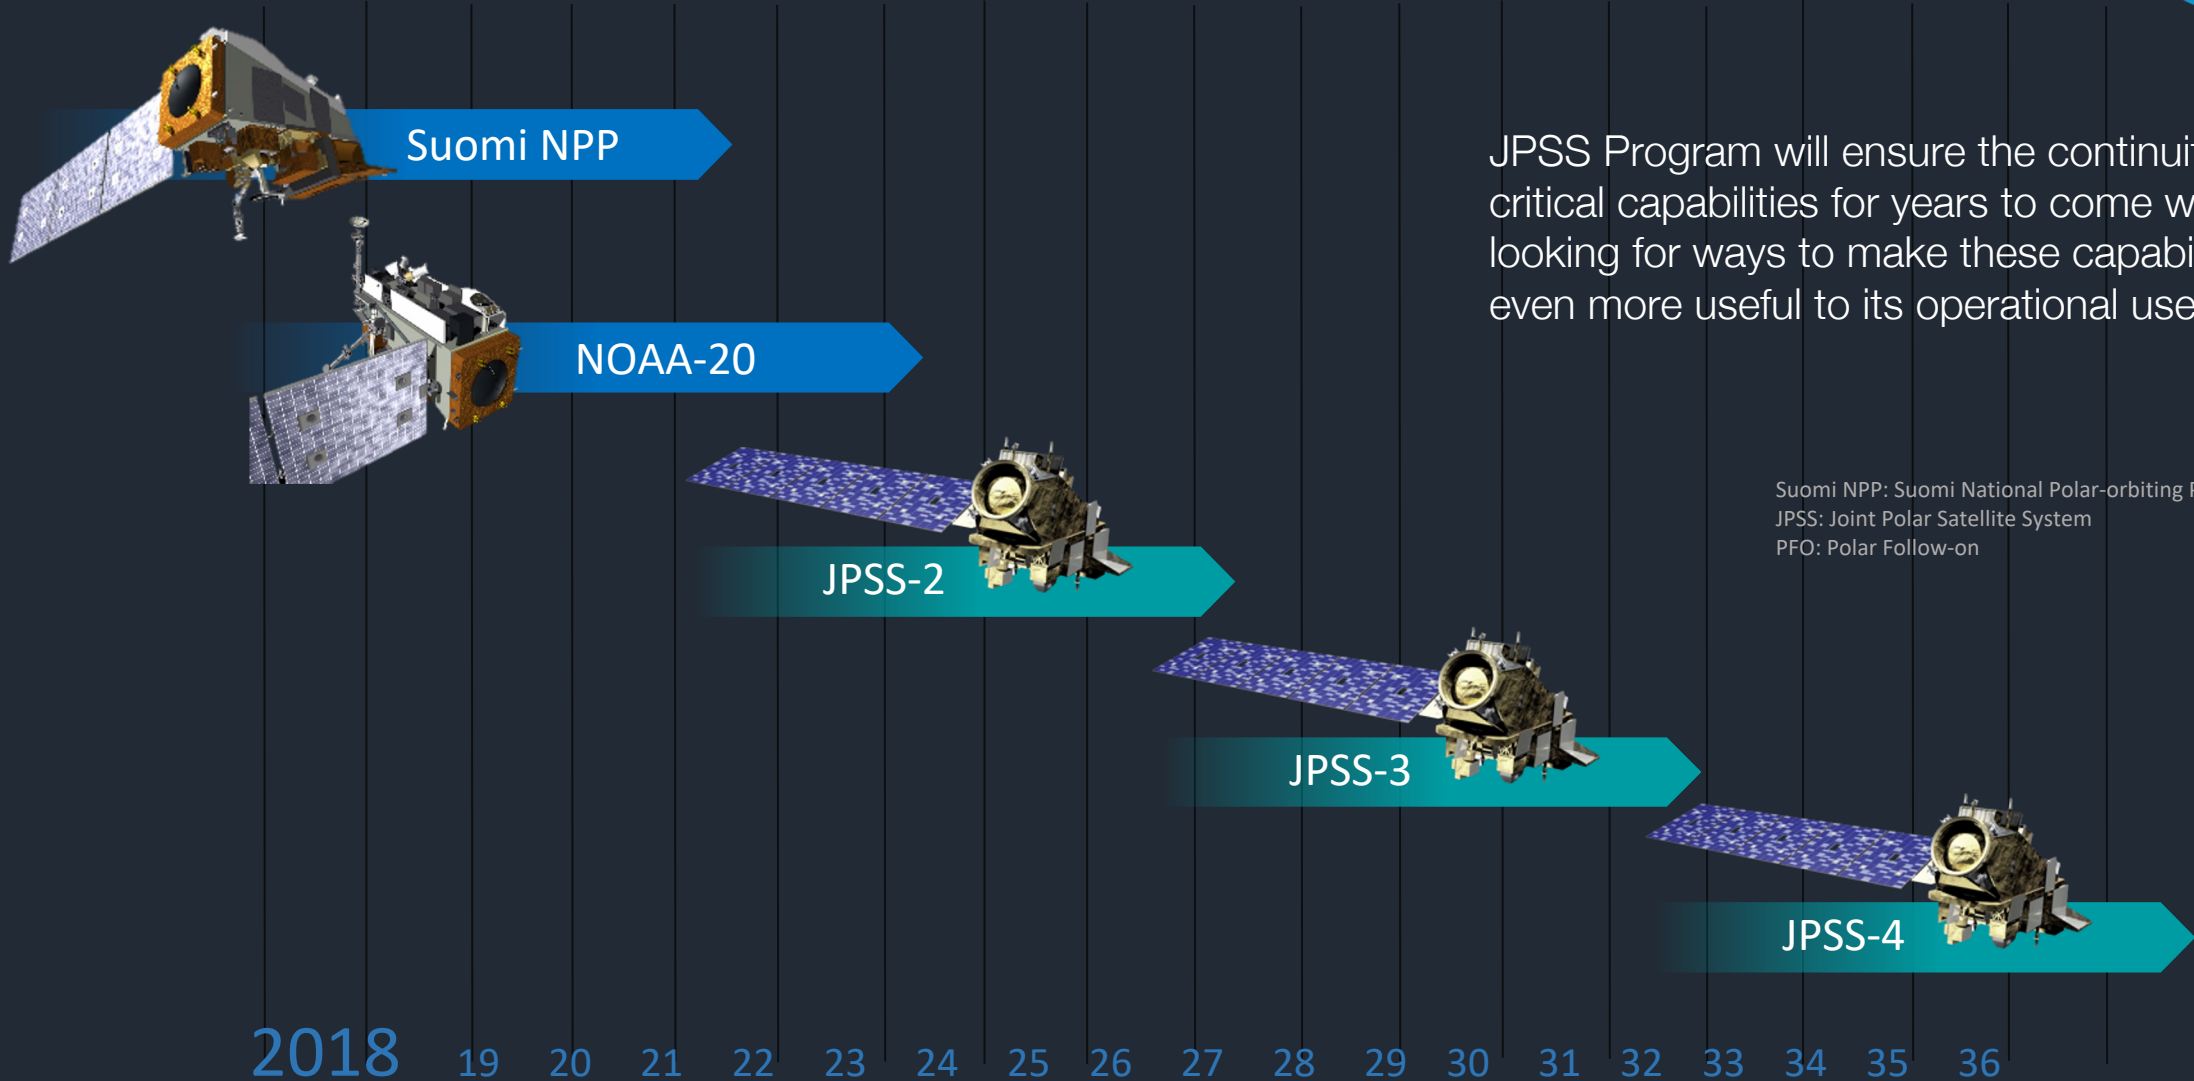 Suomi NPP
JPSS Program will ensure the continuit
critical capabilities for years to come w
looking for ways to make these capabi
even more useful to its operational use
NOAA-20
Suomi NPP: Suomi National Polar-orbiting P
JPSS: Joint Polar Satellite System
PFO: Polar Follow-on
JPSS-2
JPSS-3
JPSS-4
2018 19 20 21 22 23 24 25 26 27 28 29 30 31 32 33 34 35 36